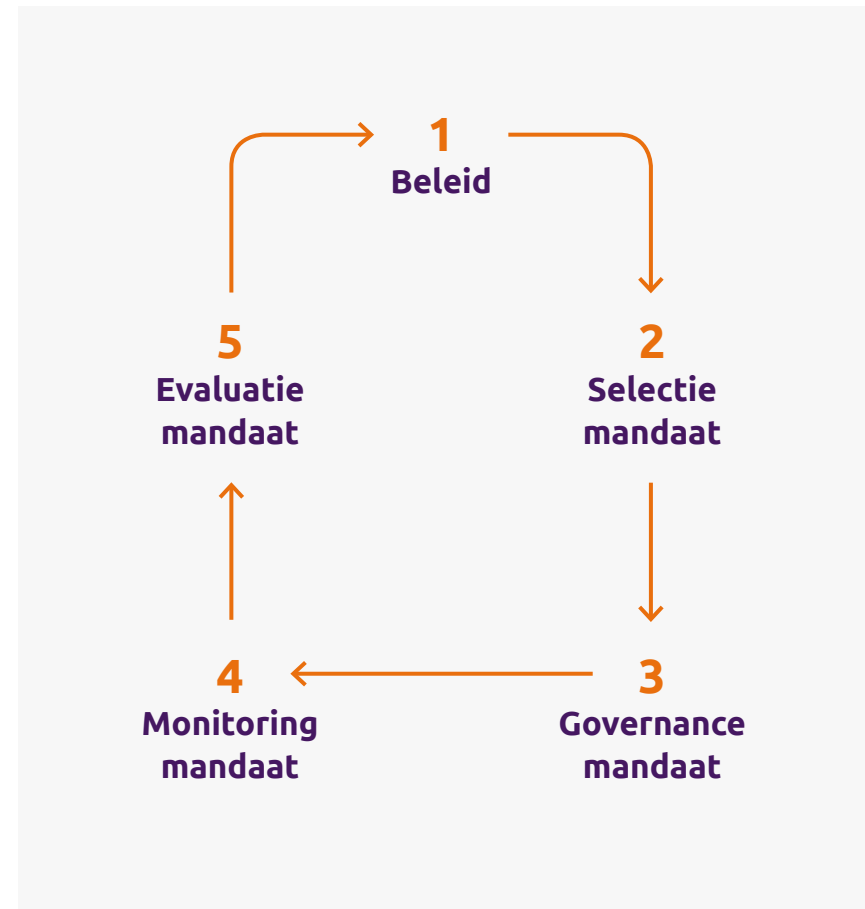 1
Beleid
2
Selectie
mandaat
3
Governance
mandaat
4
Monitoring
mandaat
5
Evaluatie
mandaat